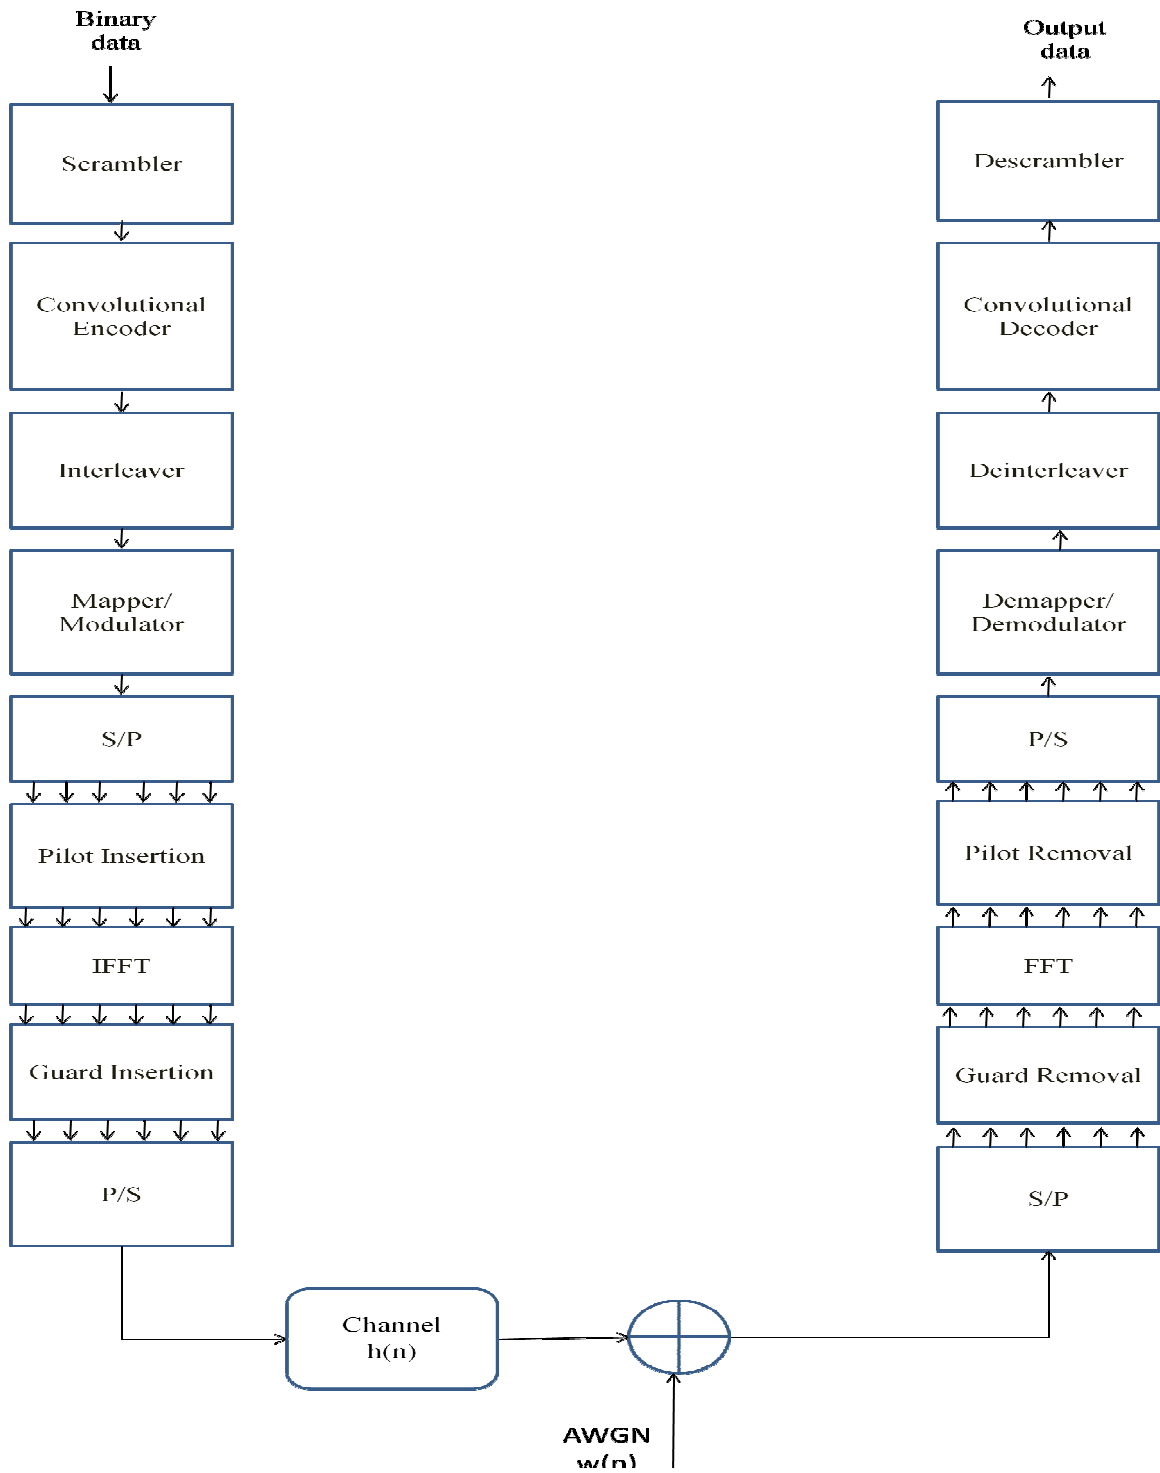 Binary
data
Scrambler
Convolutional
Encoder
Interleaver
Mapper/
Modulator
S/P
Pilot Insertion
IFFT
Guard Insertion
P/S
Channel
h(n)
AWGN
w(n)
Output
data
Descrambler
Convolutional
Decoder
Deinterleaver
Demapper/
Demodulator
P/S
Pilot Removal
FFT
Guard Removal
S/P